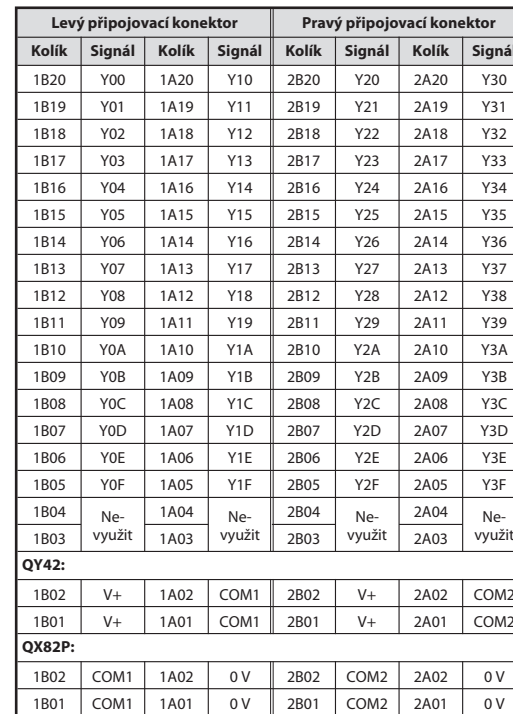 Levý připojovací konektor Pravý připojovací konektor
Kolík Signál Kolík Signál Kolík Signál Kolík Signál
1B20 Y00 1A20 Y10 2B20 Y20 2A20 Y30
1B19 Y01 1A19 Y11 2B19 Y21 2A19 Y31
1B18 Y02 1A18 Y12 2B18 Y22 2A18 Y32
1B17 Y03 1A17 Y13 2B17 Y23 2A17 Y33
1B16 Y04 1A16 Y14 2B16 Y24 2A16 Y34
1B15 Y05 1A15 Y15 2B15 Y25 2A15 Y35
1B14 Y06 1A14 Y16 2B14 Y26 2A14 Y36
1B13 Y07 1A13 Y17 2B13 Y27 2A13 Y37
1B12 Y08 1A12 Y18 2B12 Y28 2A12 Y38
1B11 Y09 1A11 Y19 2B11 Y29 2A11 Y39
1B10 Y0A 1A10 Y1A 2B10 Y2A 2A10 Y3A
1B09 Y0B 1A09 Y1B 2B09 Y2B 2A09 Y3B
1B08 Y0C 1A08 Y1C 2B08 Y2C 2A08 Y3C
1B07 Y0D 1A07 Y1D 2B07 Y2D 2A07 Y3D
1B06 Y0E 1A06 Y1E 2B06 Y2E 2A06 Y3E
1B05 Y0F 1A05 Y1F 2B05 Y2F 2A05 Y3F
1B04 Ne- 1A04 Ne- 2B04 Ne- 2A04 Ne-
1B03 využit 1A03 využit 2B03 využit 2A03 využit
QY42:
1B02 V+ 1A02 COM1 2B02 V+ 2A02 COM2
1B01 V+ 1A01 COM1 2B01 V+ 2A01 COM2
QX82P:
1B02 COM1 1A02 0 V 2B02 COM2 2A02 0 V
1B01 COM1 1A01 0 V 2B01 COM2 2A01 0 V